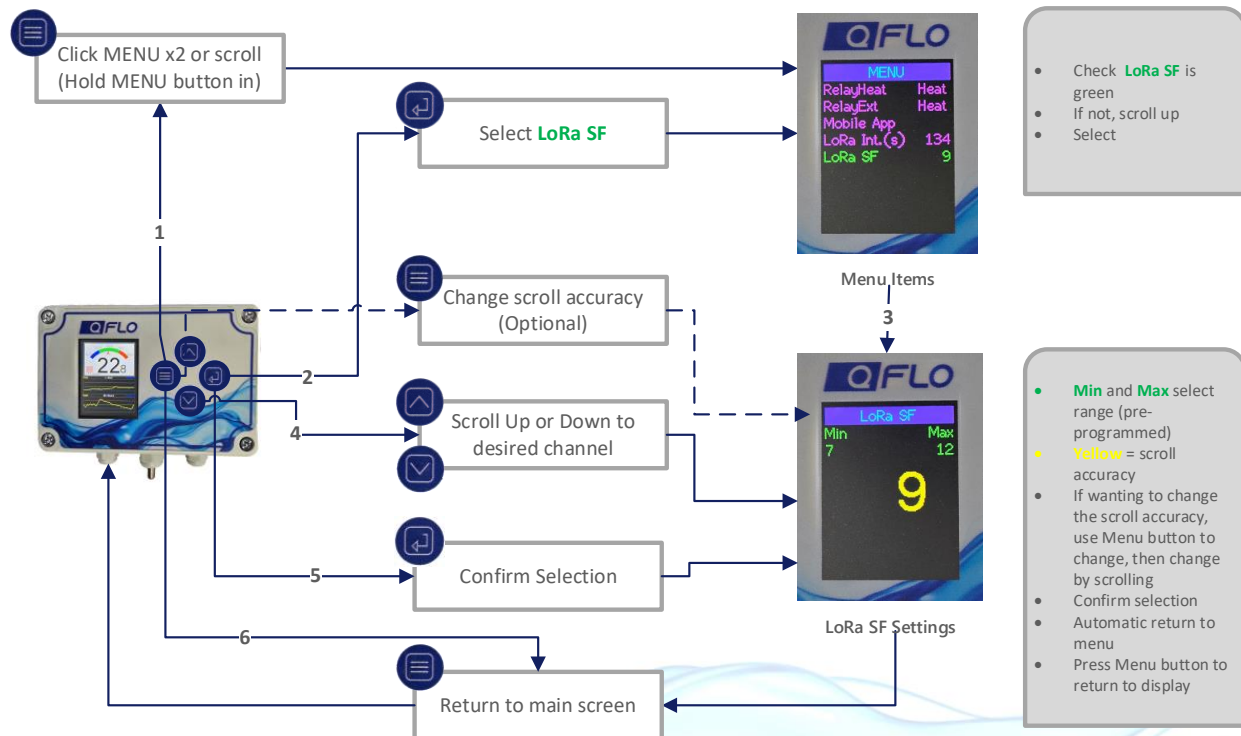 Click MENU x2 or scroll
(Hold MENU button in)
QFLO
MENU
RelayHeat Heat
RelayExt Heat
Mobile App
LoRa Int.(s) 134
LoRa SF 9
Check LoRa SF is
green
If not, scroll up
Select
Select LoRa SF
1
Menu Items
3
Change scroll accuracy
(Optional)
QFLO
22.8
2
4
Scroll Up or Down to
desired channel
QFLO
LoRa SF
Min Max
7 12
9
Min and Max select
range (pre-
programmed)
Yellow = scroll
accuracy
If wanting to change
the scroll accuracy,
use Menu button to
change, then change
by scrolling
Confirm selection
Automatic return to
menu
Press Menu button to
return to display
5
Confirm Selection
LoRa SF Settings
6
Return to main screen